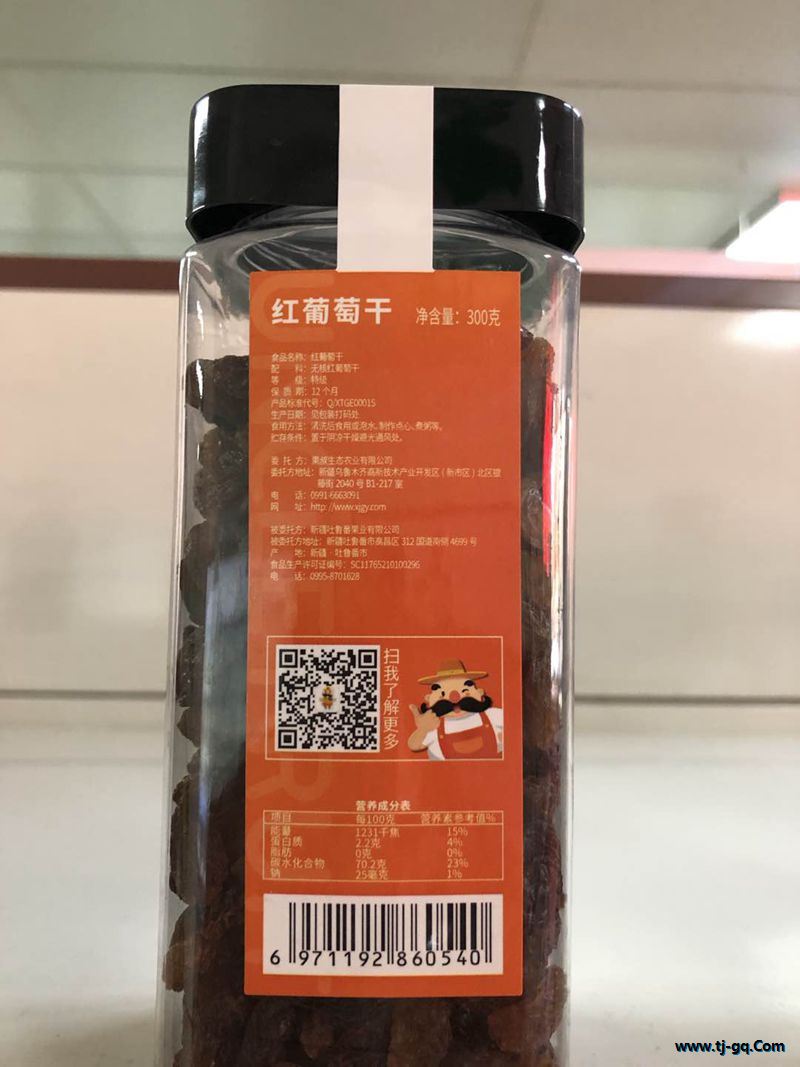 红葡萄干 净含量：300克
食品名称：红葡萄干
配 料：无核红葡萄干
等 级：特级
保 质 期：12个月
产品标准代号：Q/XTGE0001S
生产日期：见包装打码处
食用方法：清洗后食用或泡水、制作点心、煮粥等。
贮存条件：置于阴凉干燥避光通风处。
委 托 方：果威生态农业有限公司
委托方地址：新疆乌鲁木齐高新技术产业开发区（新市区）北区
藤街2040号B1-217室
电 话：0991-6663091
网 址：http://www.xjgy.com
被委托方：新疆吐鲁番果业有限公司
被委托方地址：新疆吐鲁番市高昌区312国道南侧4699号
产 地：新疆·吐鲁番市
食品生产许可证编号：SC11765210100296
电 话：0995-8701628
扫我了解更多
营养成分表
项目 每100克 营养素参考值%
能量 1231千焦 15%
蛋白质 2.2克 4%
脂肪 0克 0%
碳水化合物 70.2克 23%
钠 25毫克 1%
6 971192 860540
www.tj-gq.Com